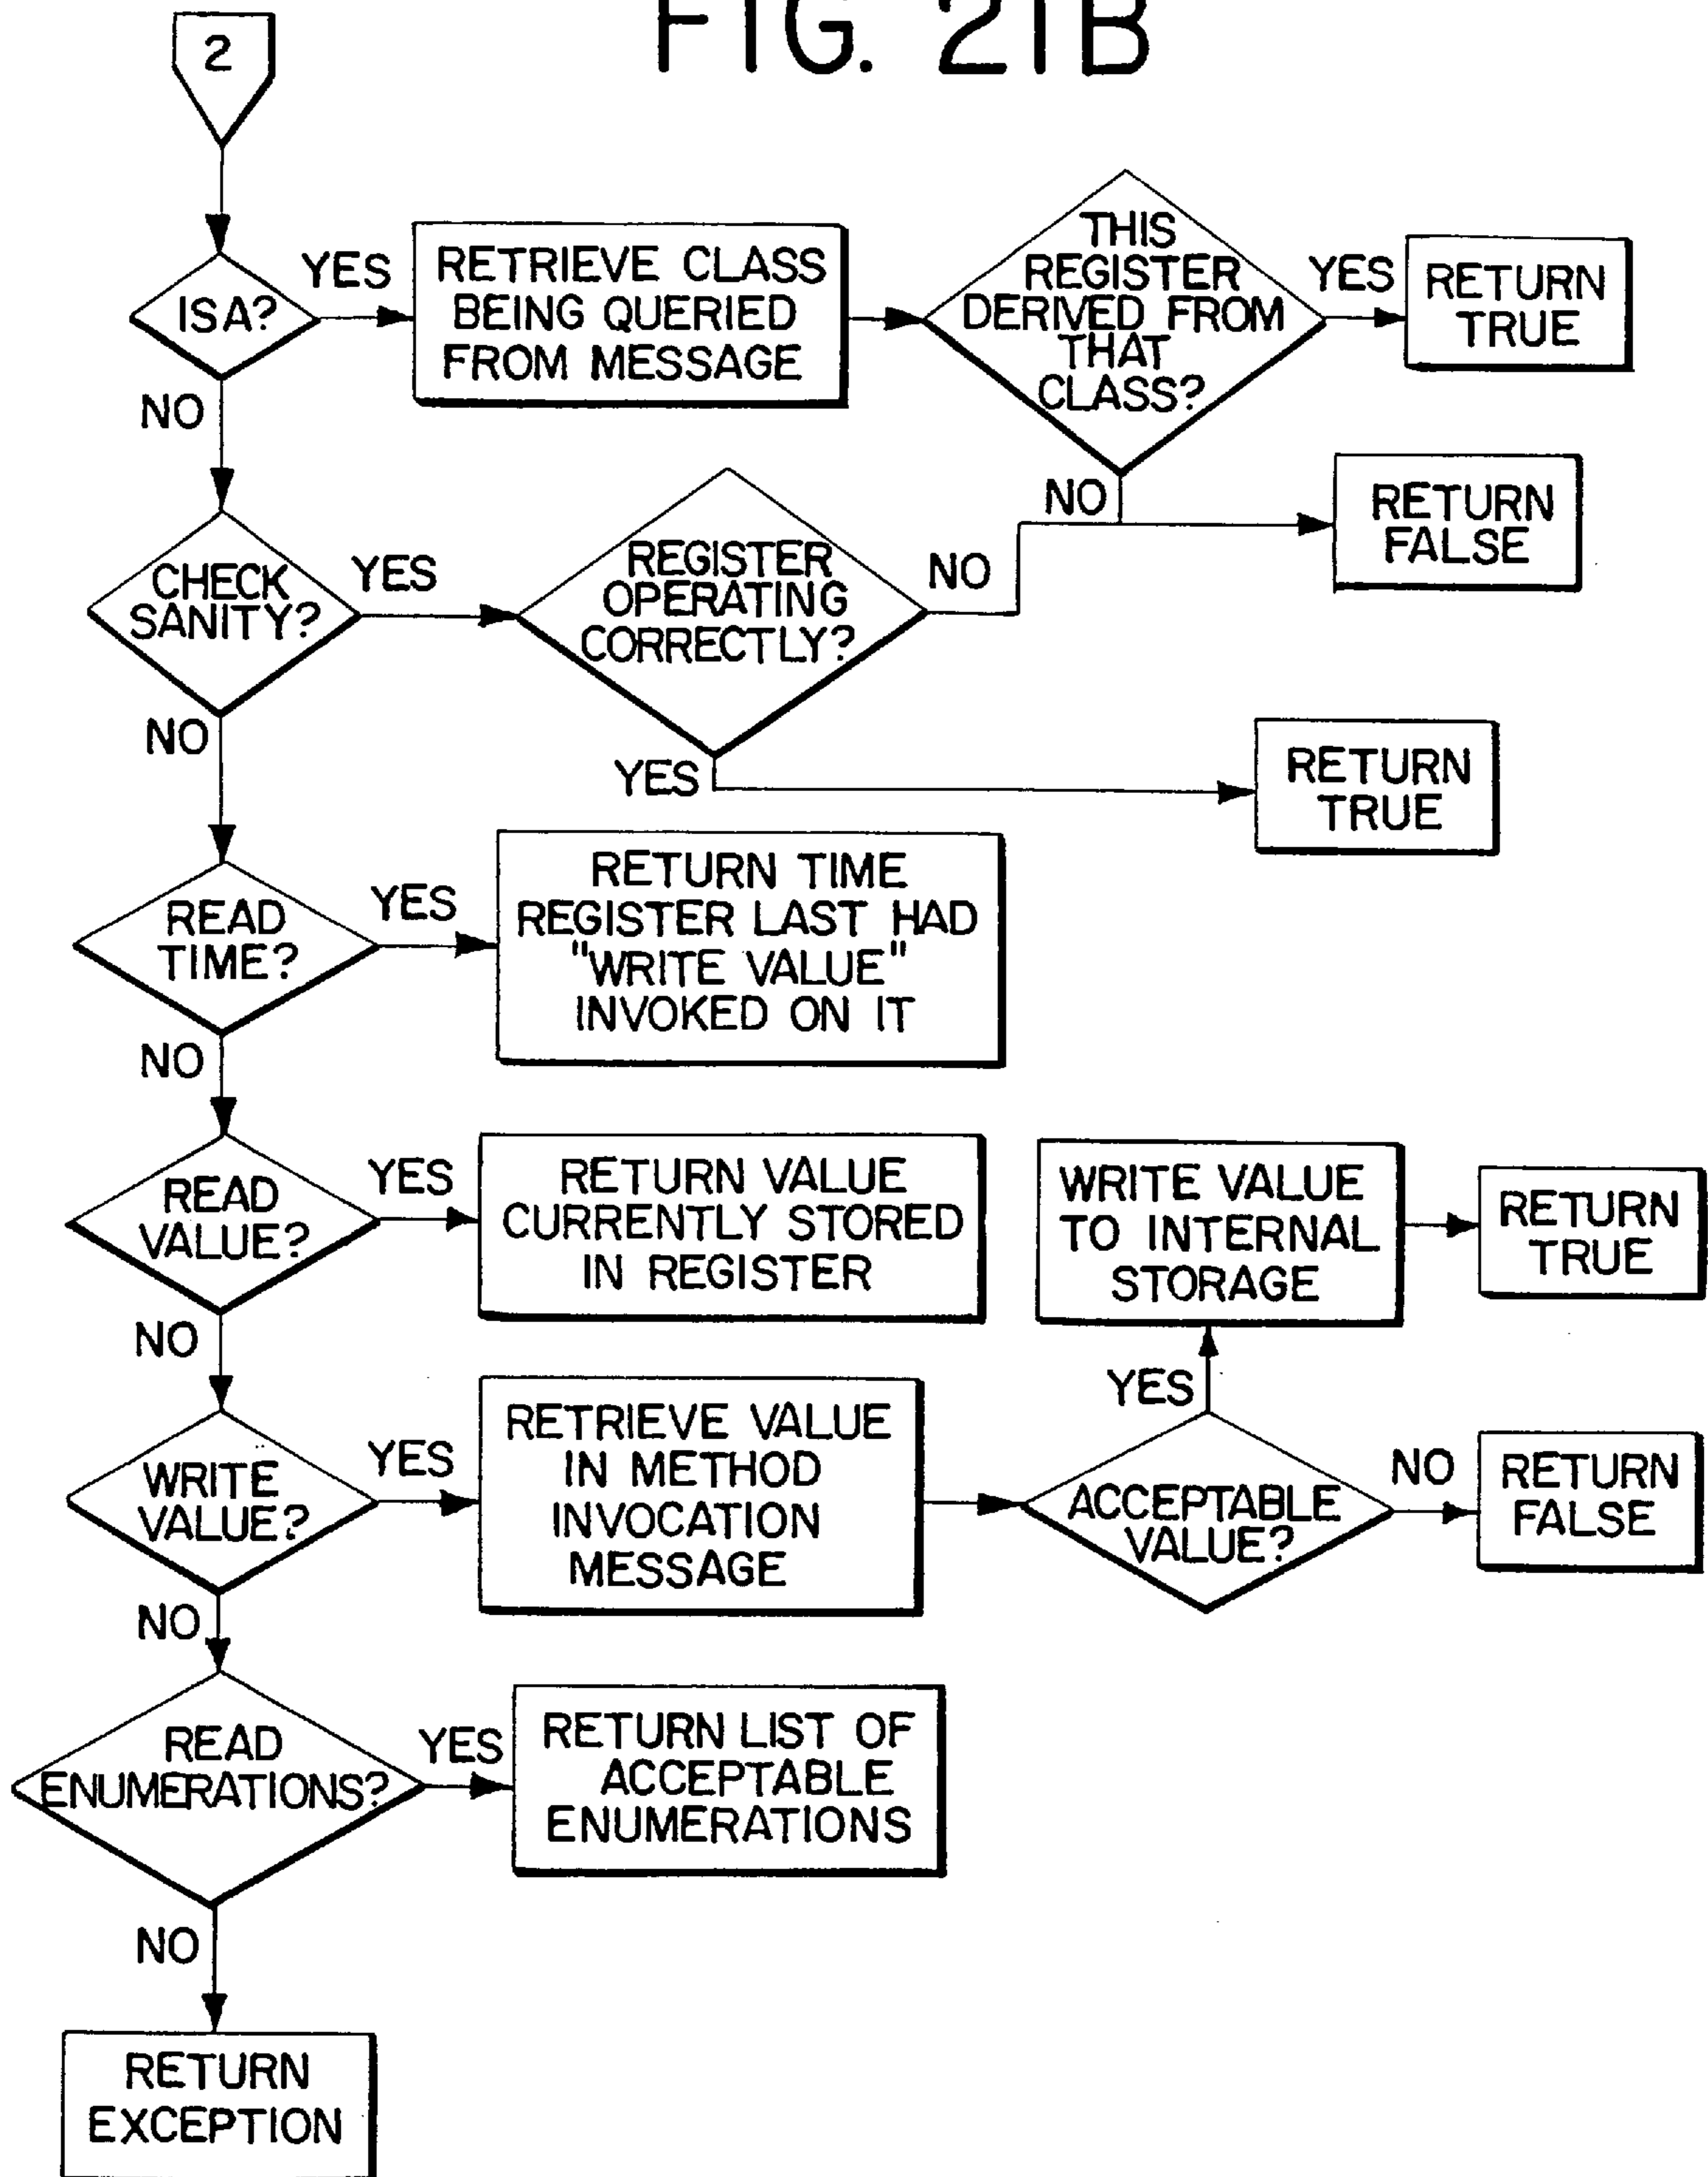 FIG. 21B
2
ISA?
YES
RETRIEVE CLASS
BEING QUERIED
FROM MESSAGE
THIS
REGISTER
DERIVED FROM
THAT
CLASS?
YES
RETURN
TRUE
NO
NO
RETURN
FALSE
CHECK
SANITY?
YES
REGISTER
OPERATING
CORRECTLY?
NO
NO
YES
RETURN
TRUE
READ
TIME?
YES
RETURN TIME
REGISTER LAST HAD
"WRITE VALUE"
INVOKED ON IT
NO
READ
VALUE?
YES
RETURN VALUE
CURRENTLY STORED
IN REGISTER
WRITE VALUE
TO INTERNAL
STORAGE
RETURN
TRUE
NO
YES
WRITE
VALUE?
YES
RETRIEVE VALUE
IN METHOD
INVOCATION
MESSAGE
ACCEPTABLE
VALUE?
NO
RETURN
FALSE
NO
READ
ENUMERATIONS?
YES
RETURN LIST OF
ACCEPTABLE
ENUMERATIONS
NO
RETURN
EXCEPTION